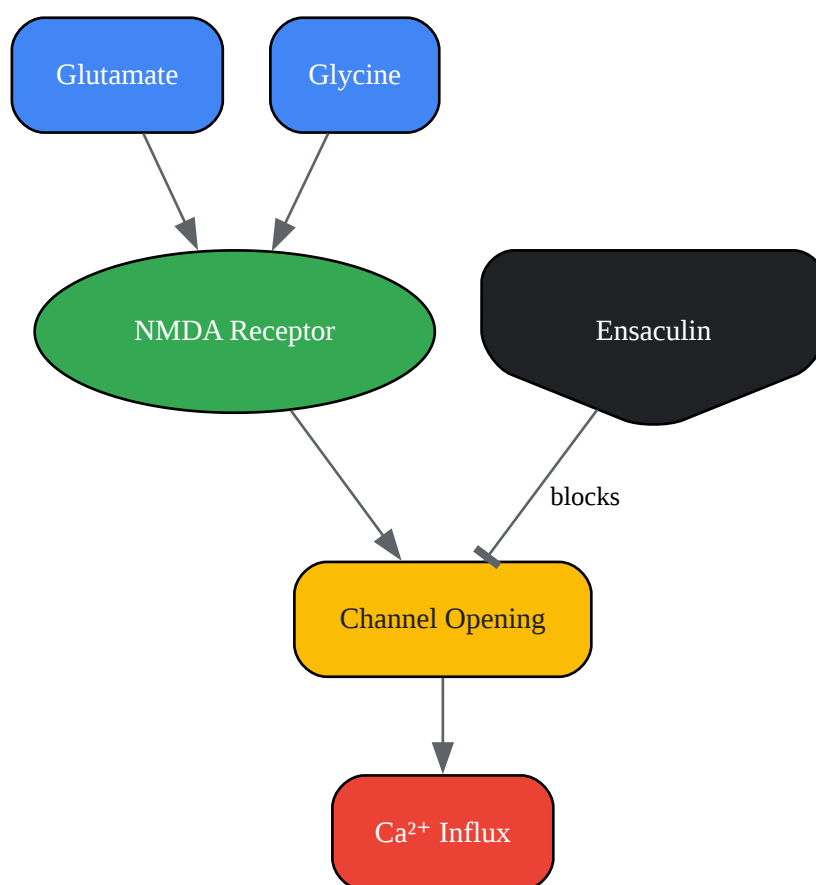 Glutamate
Glycine
NMDA Receptor
Ensaculin
blocks
Channel Opening
Ca²⁺ Influx